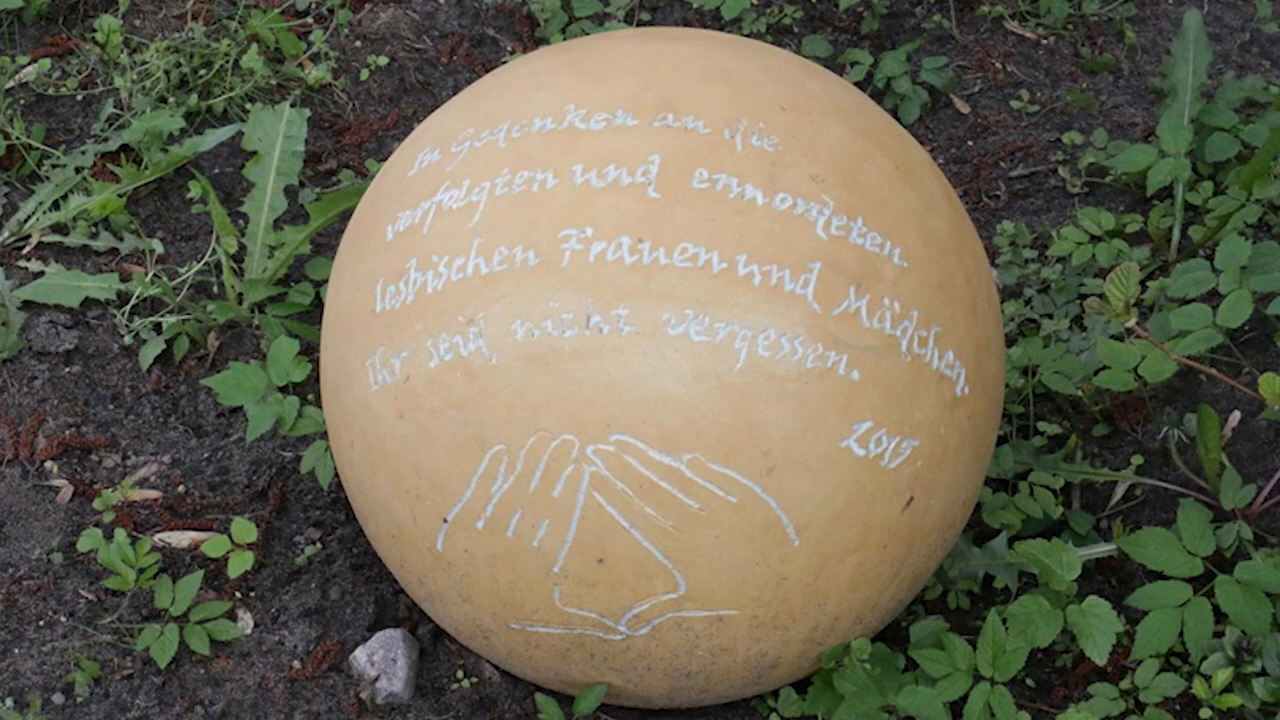 In Gedenken an die
verfolgten und ermordeten
lesbischen Frauen und Mädchen.
Ihr seid nicht vergessen.
2015